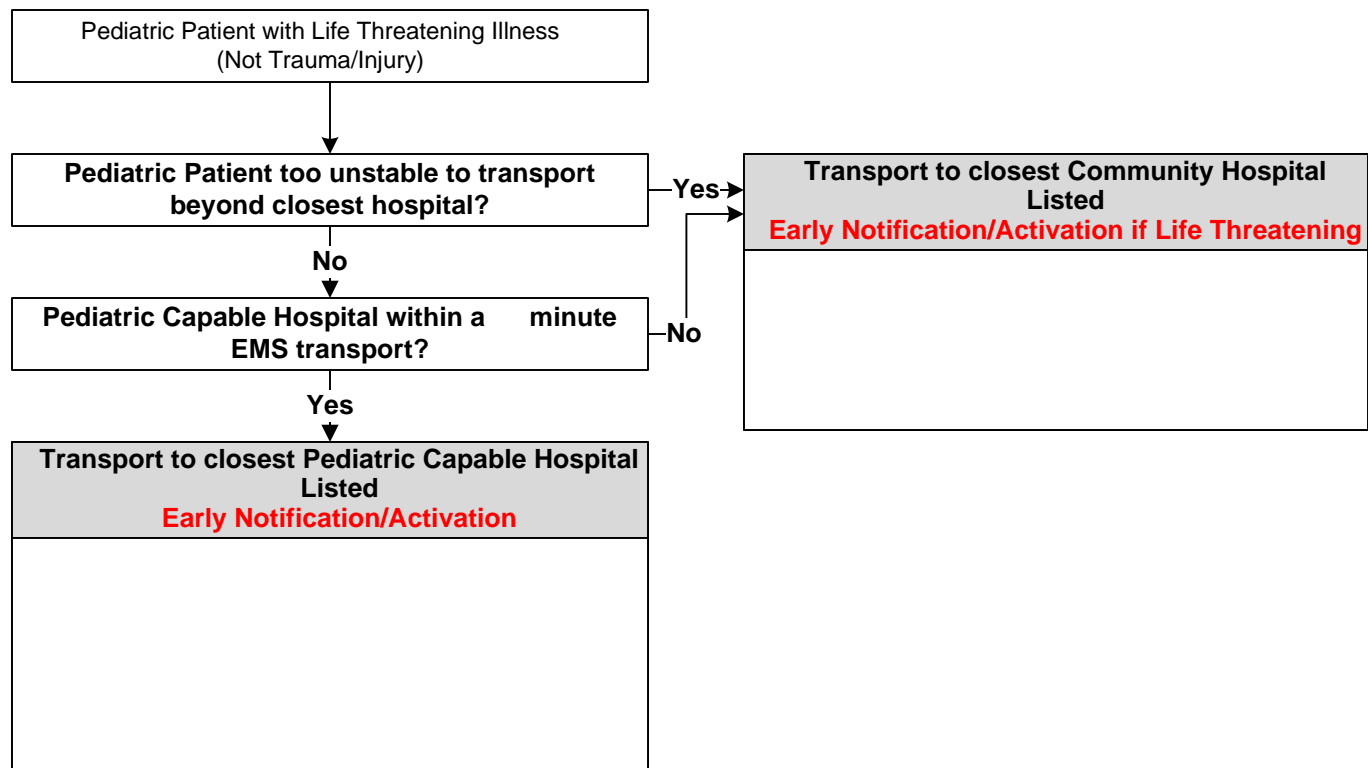 Pediatric Patient with Life Threatening Illness
(Not Trauma/Injury)
Pediatric Patient too unstable to transport
beyond closest hospital?
Yes
Transport to closest Community Hospital
Listed
Early Notification/Activation if Life Threatening
No
Pediatric Capable Hospital within a minute
EMS transport?
No
Yes
Transport to closest Pediatric Capable Hospital
Listed
Early Notification/Activation